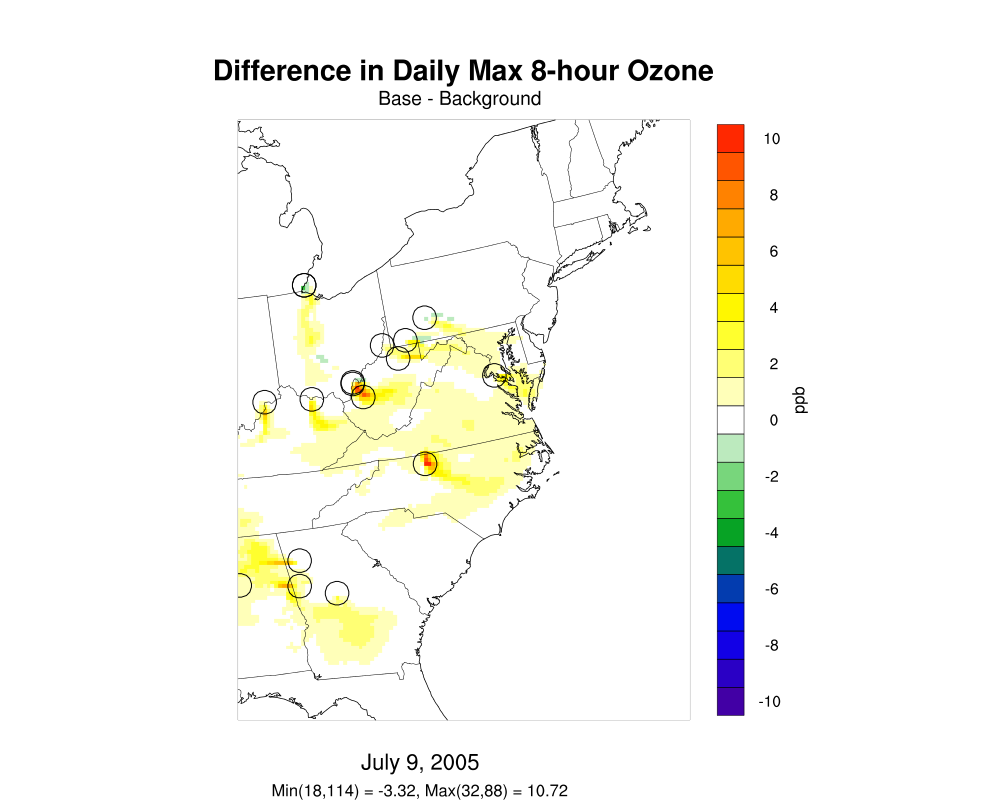 Difference in Daily Max 8-hour Ozone
Base - Background
10
8
6
4
2
0
-2
-4
-6
-8
-10
ppb
July 9, 2005
Min(18,114) = -3.32, Max(32,88) = 10.72